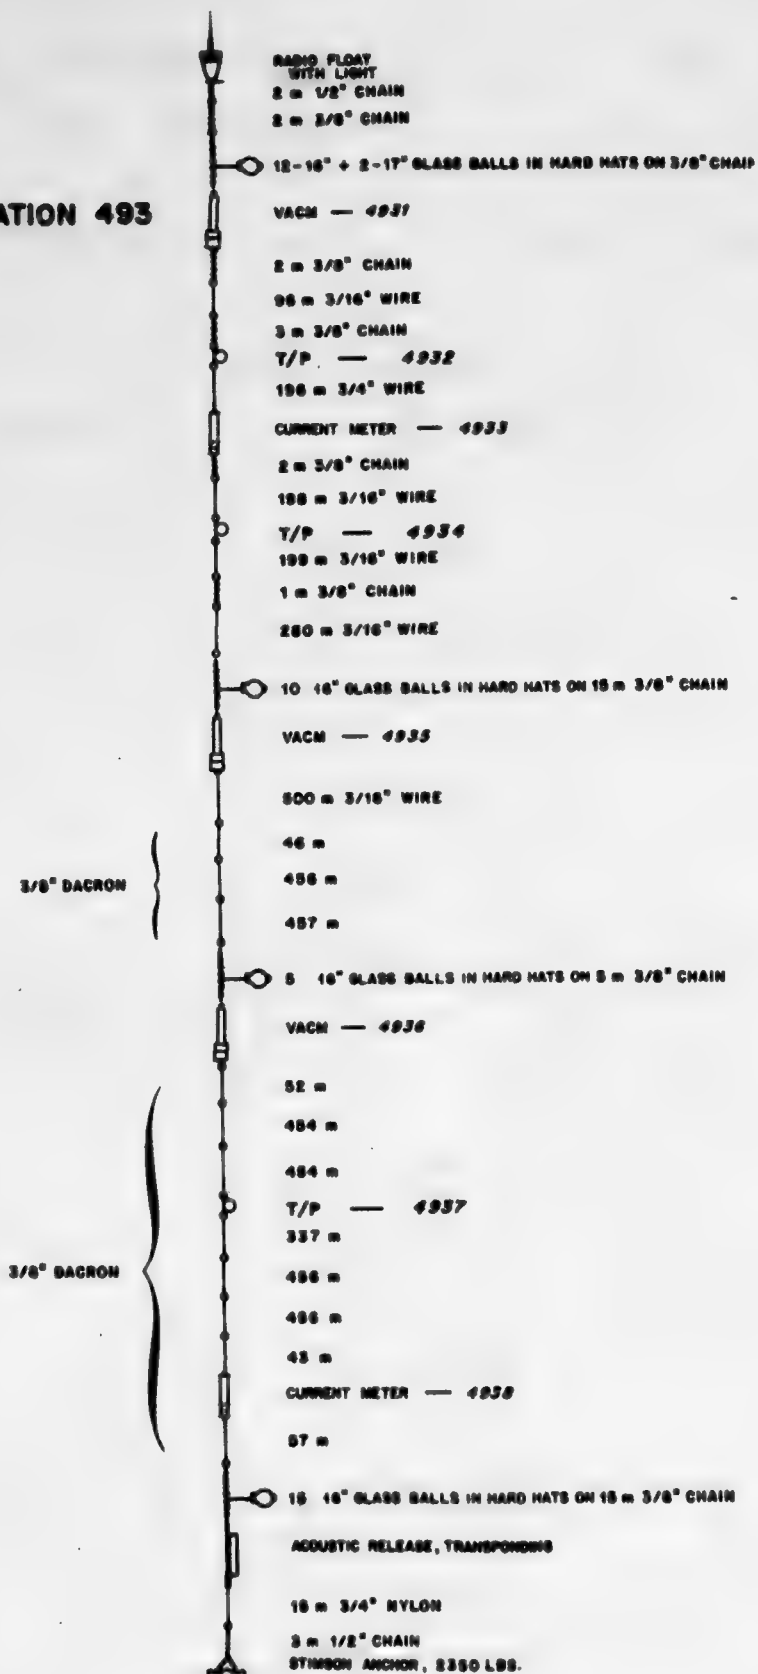 RADIO FLOAT
WITH LIGHT
2 m 1/2" CHAIN
2 m 3/8" CHAIN
12-16" + 2-17" GLASS BALLS IN HARD HATS ON 3/8" CHAIN
ATION 493
VACM — 4931
2 m 3/8" CHAIN
96 m 3/16" WIRE
3 m 3/8" CHAIN
T/P — 4932
196 m 3/4" WIRE
CURRENT METER — 4933
2 m 3/8" CHAIN
198 m 3/16" WIRE
T/P — 4934
199 m 3/16" WIRE
1 m 3/8" CHAIN
260 m 3/16" WIRE
10 16" GLASS BALLS IN HARD HATS ON 15 m 3/8" CHAIN
VACM — 4935
500 m 3/16" WIRE
46 m
3/8" DACRON
456 m
457 m
5 16" GLASS BALLS IN HARD HATS ON 5 m 3/8" CHAIN
VACM — 4936
52 m
454 m
454 m
T/P — 4937
337 m
3/8" DACRON
456 m
456 m
43 m
CURRENT METER — 4938
57 m
15 16" GLASS BALLS IN HARD HATS ON 15 m 3/8" CHAIN
ACOUSTIC RELEASE, TRANSPONDING
16 m 3/4" NYLON
3 m 1/2" CHAIN
STIMSON ANCHOR, 2350 LBS.